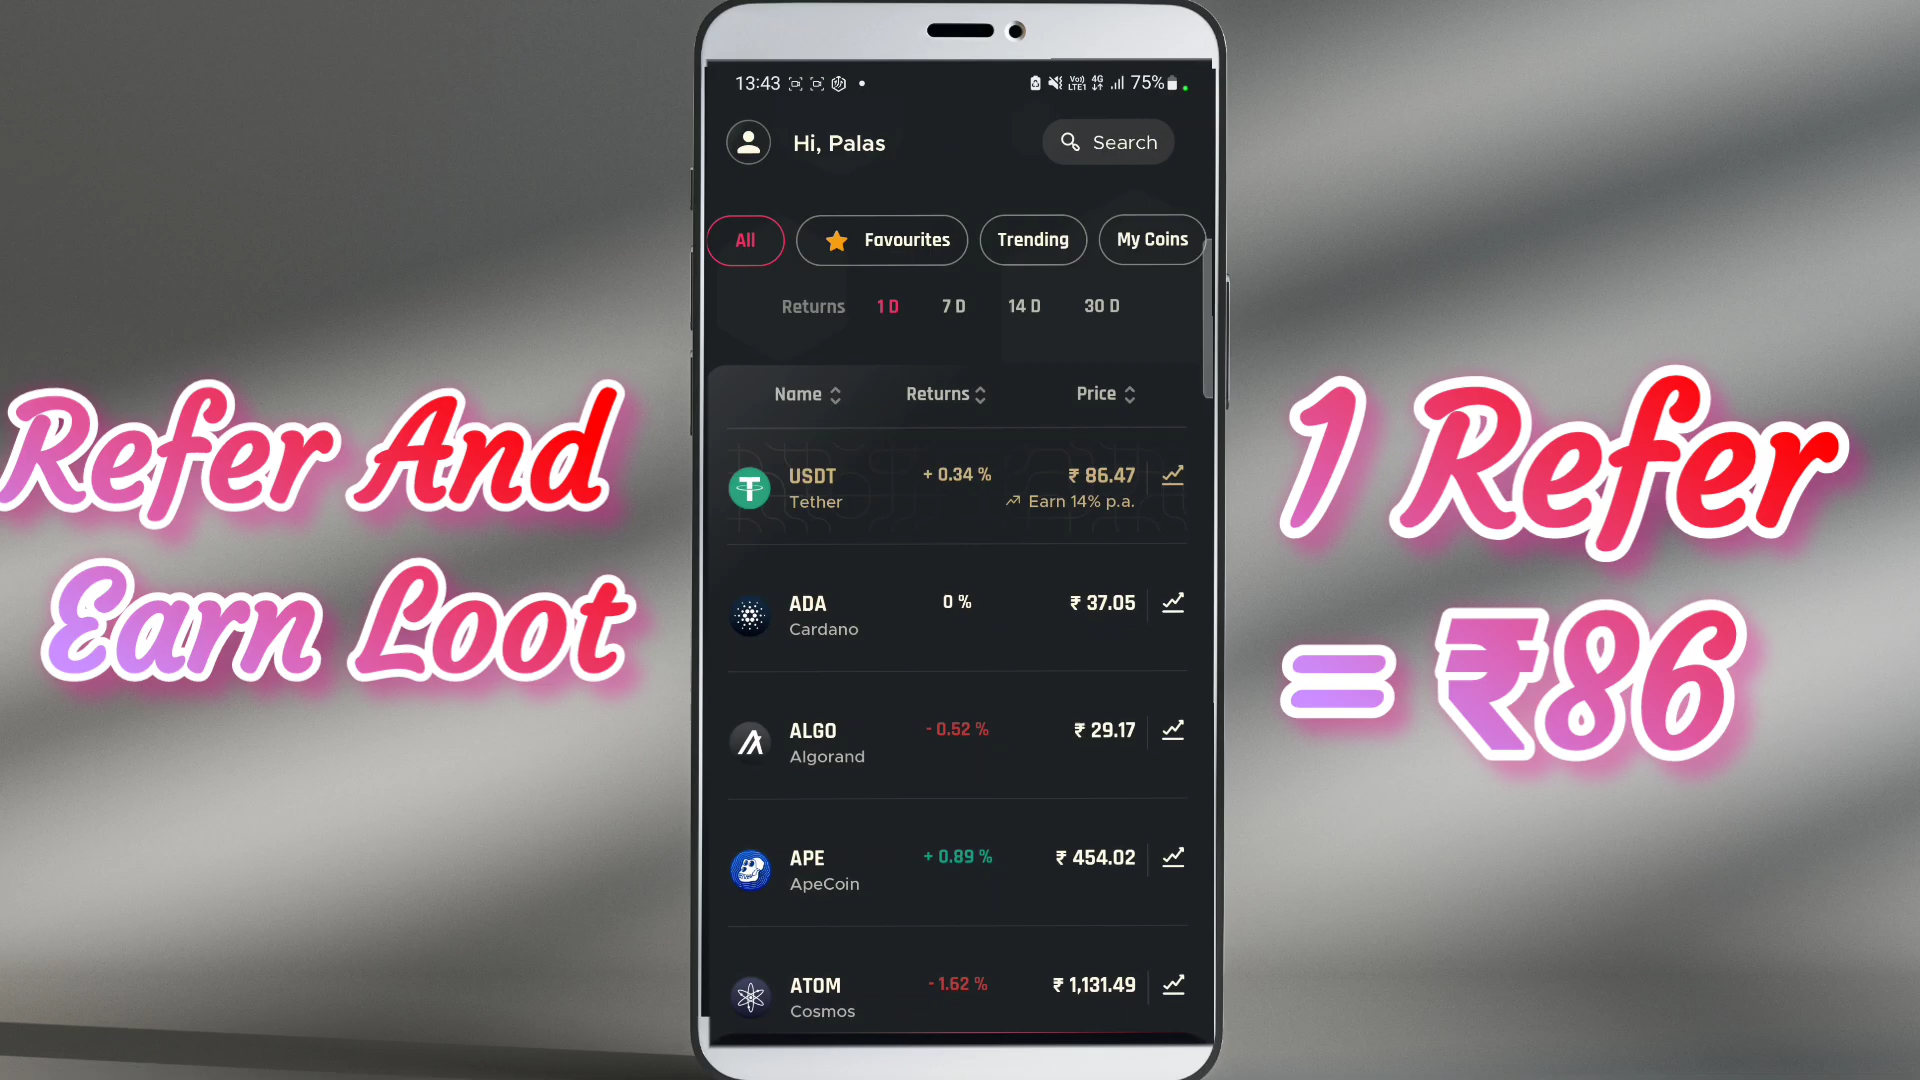 13:43
Vo)) LTE1 4G 75%
Hi, Palas
Search
All
Favourites
Trending
My Coins
Returns 1 D 7 D 14 D 30 D
Name Returns Price
USDT + 0.34 % ₹ 86.47
Tether Earn 14% p.a.
ADA 0 % ₹ 37.05
Cardano
ALGO - 0.52 % ₹ 29.17
Algorand
APE + 0.89 % ₹ 454.02
ApeCoin
ATOM - 1.62 % ₹ 1,131.49
Cosmos
Refer And
Earn Loot
1 Refer
= ₹86